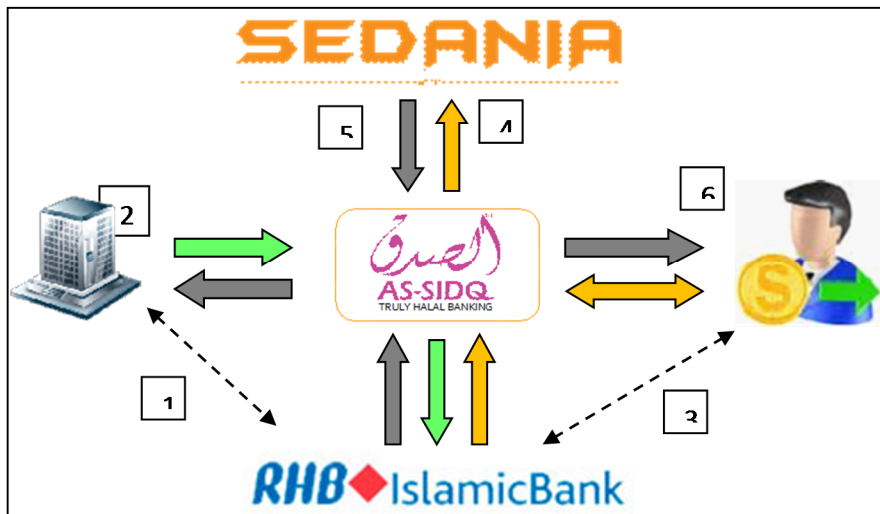 SEDANIA
5
4
2
6
الصدق
AS-SIDQ
TRULY HALAL BANKING
S
1
3
RHB IslamicBank